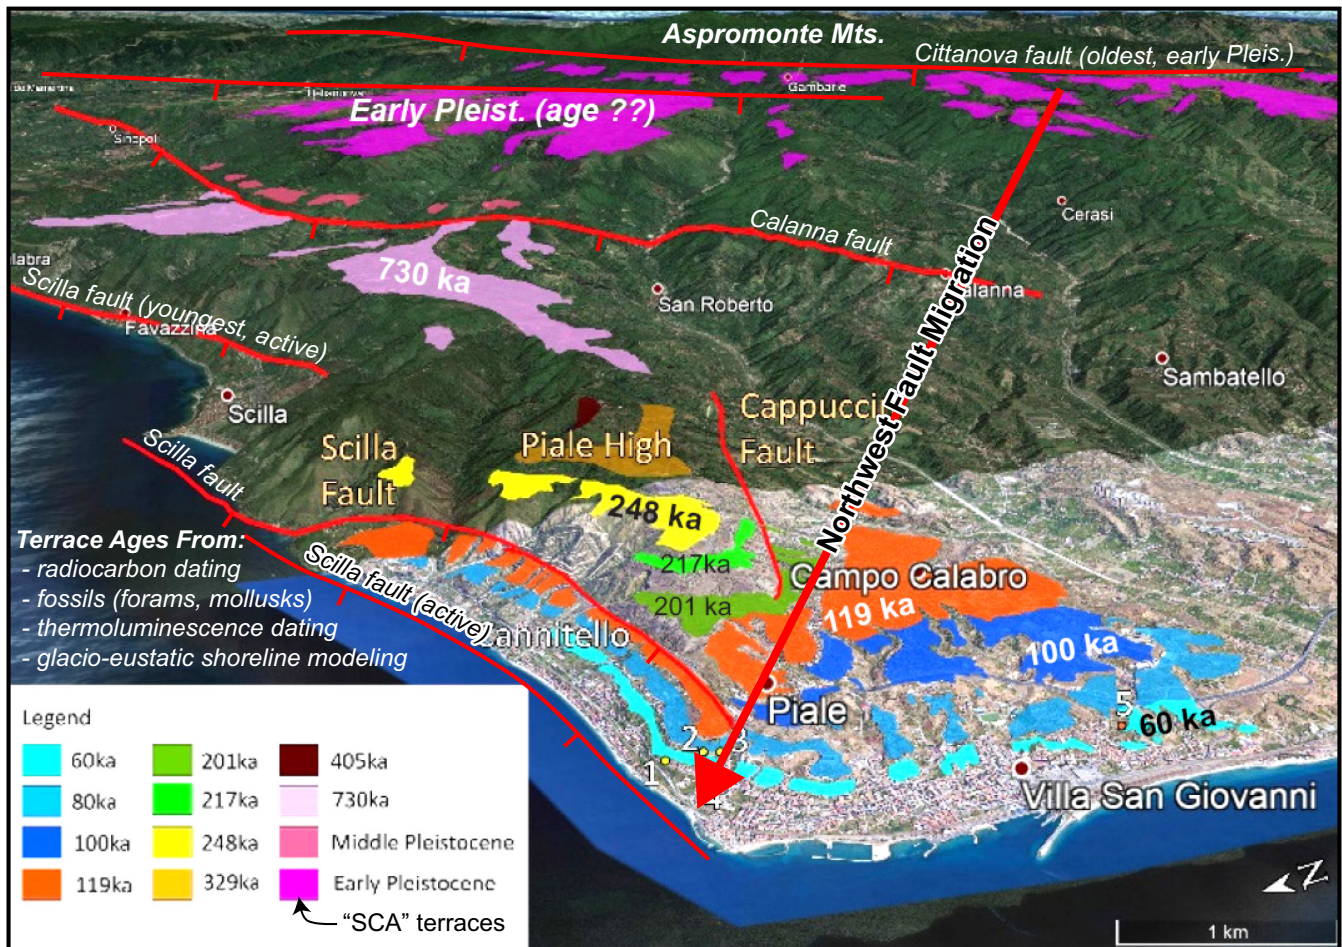 Aspromonte Mts.
Cittanova fault (oldest, early Pleis.)
Gambarie
Early Pleist. (age ??)
Sinopoli
Cerasi
Calanna fault
730 ka
Scilla fault (youngest, active)
Favazzina
San Roberto
Northwest Fault Migration
Sambatello
Scilla
Scilla fault
Scilla
Fault
Piale High
Cappuccini
Fault
248 ka
217ka
201 ka
Campo Calabro
119 ka
100 ka
Terrace Ages From:
- radiocarbon dating
- fossils (forams, mollusks)
- thermoluminescence dating
- glacio-eustatic shoreline modeling
Scilla fault (active)
Piale
5
60 ka
2
3
1
4
Villa San Giovanni
Legend
60ka
201ka
405ka
80ka
217ka
730ka
100ka
248ka
Middle Pleistocene
119ka
329ka
Early Pleistocene
"SCA" terraces
N
1 km